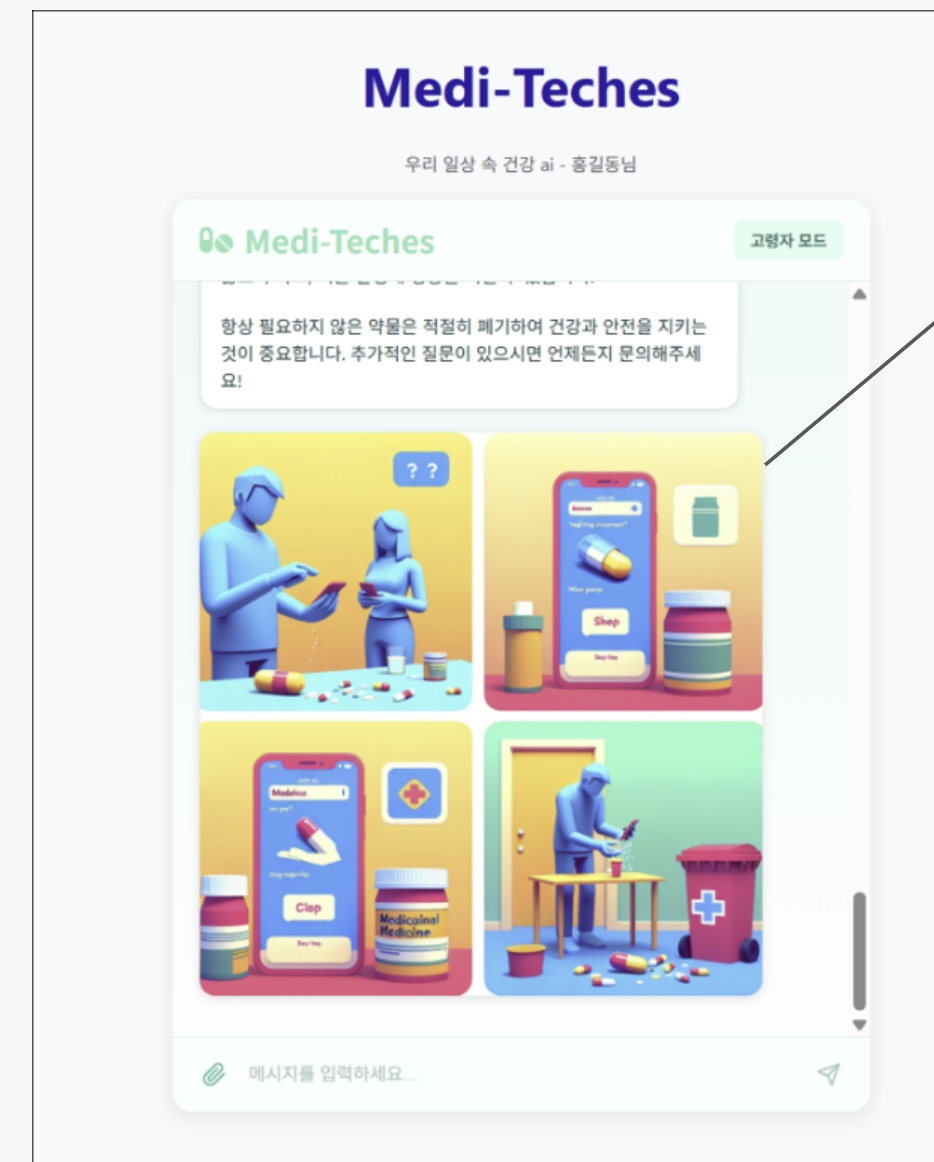 Medi-Teches
우리 일상 속 건강 ai - 홍길동님
Medi-Teches
고령자 모드
항상 필요하지 않은 약물은 적절히 폐기하여 건강과 안전을 지키는
것이 중요합니다. 추가적인 질문이 있으시면 언제든지 문의해주세
요!
? ?
Shop
Modeine
Clop
Medicainal
Medicine
메시지를 입력하세요...